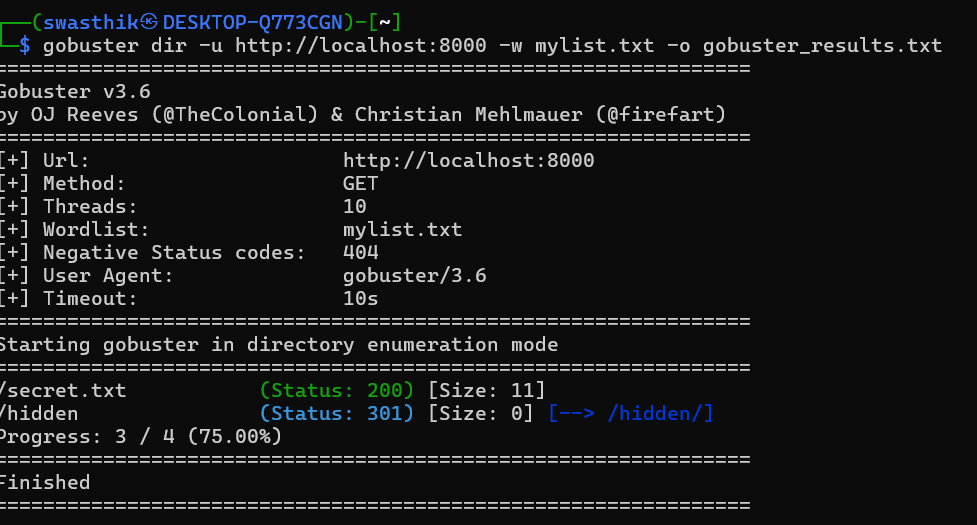 ┌──(swasthik㉿DESKTOP-Q773CGN)-[~]
└─$ gobuster dir -u http://localhost:8000 -w mylist.txt -o gobuster_results.txt
===============================================================
Gobuster v3.6
by OJ Reeves (@TheColonial) & Christian Mehlmauer (@firefart)
===============================================================
[+] Url:                     http://localhost:8000
[+] Method:                  GET
[+] Threads:                 10
[+] Wordlist:                mylist.txt
[+] Negative Status codes:   404
[+] User Agent:              gobuster/3.6
[+] Timeout:                 10s
===============================================================
Starting gobuster in directory enumeration mode
===============================================================
/secret.txt           (Status: 200) [Size: 11]
/hidden               (Status: 301) [Size: 0] [--> /hidden/]
Progress: 3 / 4 (75.00%)
===============================================================
Finished
===============================================================